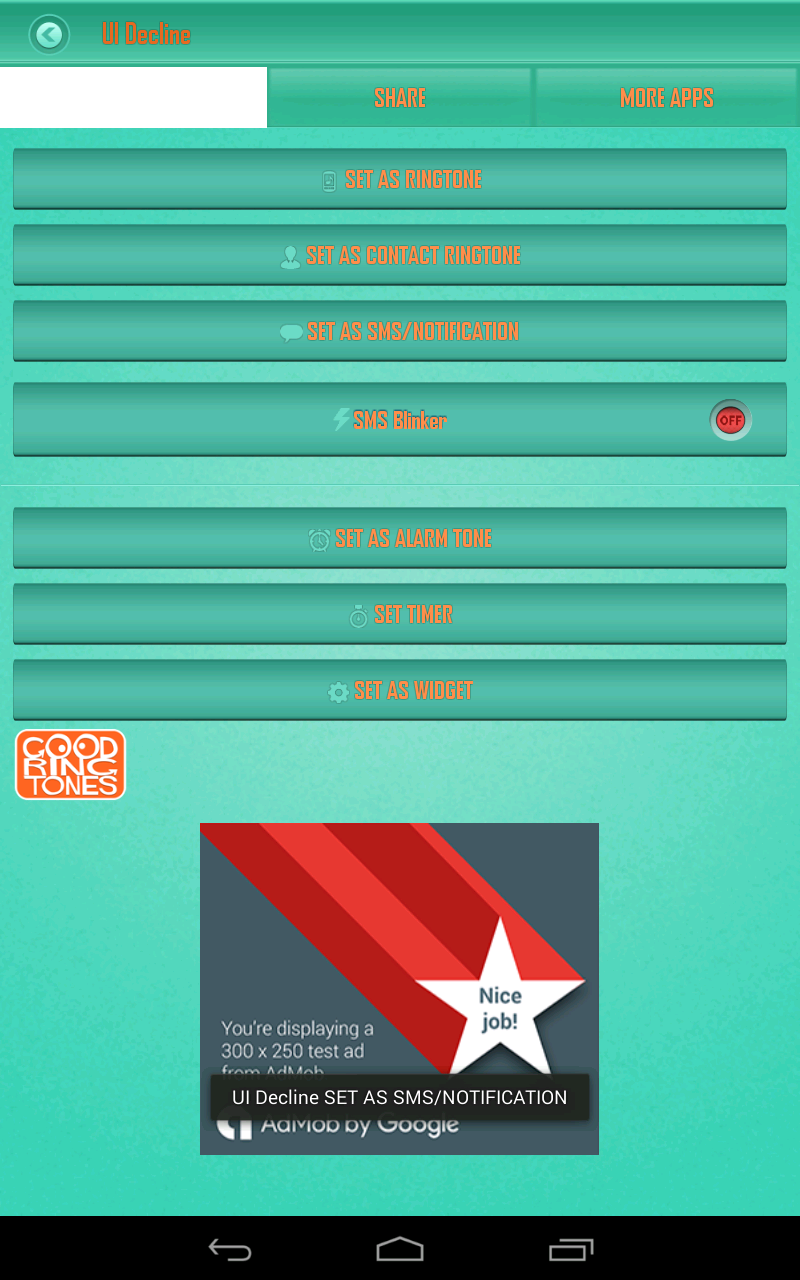 UI Decline
SHARE
MORE APPS
SET AS RINGTONE
SET AS CONTACT RINGTONE
SET AS SMS/NOTIFICATION
SMS Blinker
OFF
SET AS ALARM TONE
SET TIMER
SET AS WIDGET
GOOD
RING
TONES
Nice
job!
You're displaying a
300 x 250 test ad
from AdMob
UI Decline SET AS SMS/NOTIFICATION
AdMob by Google